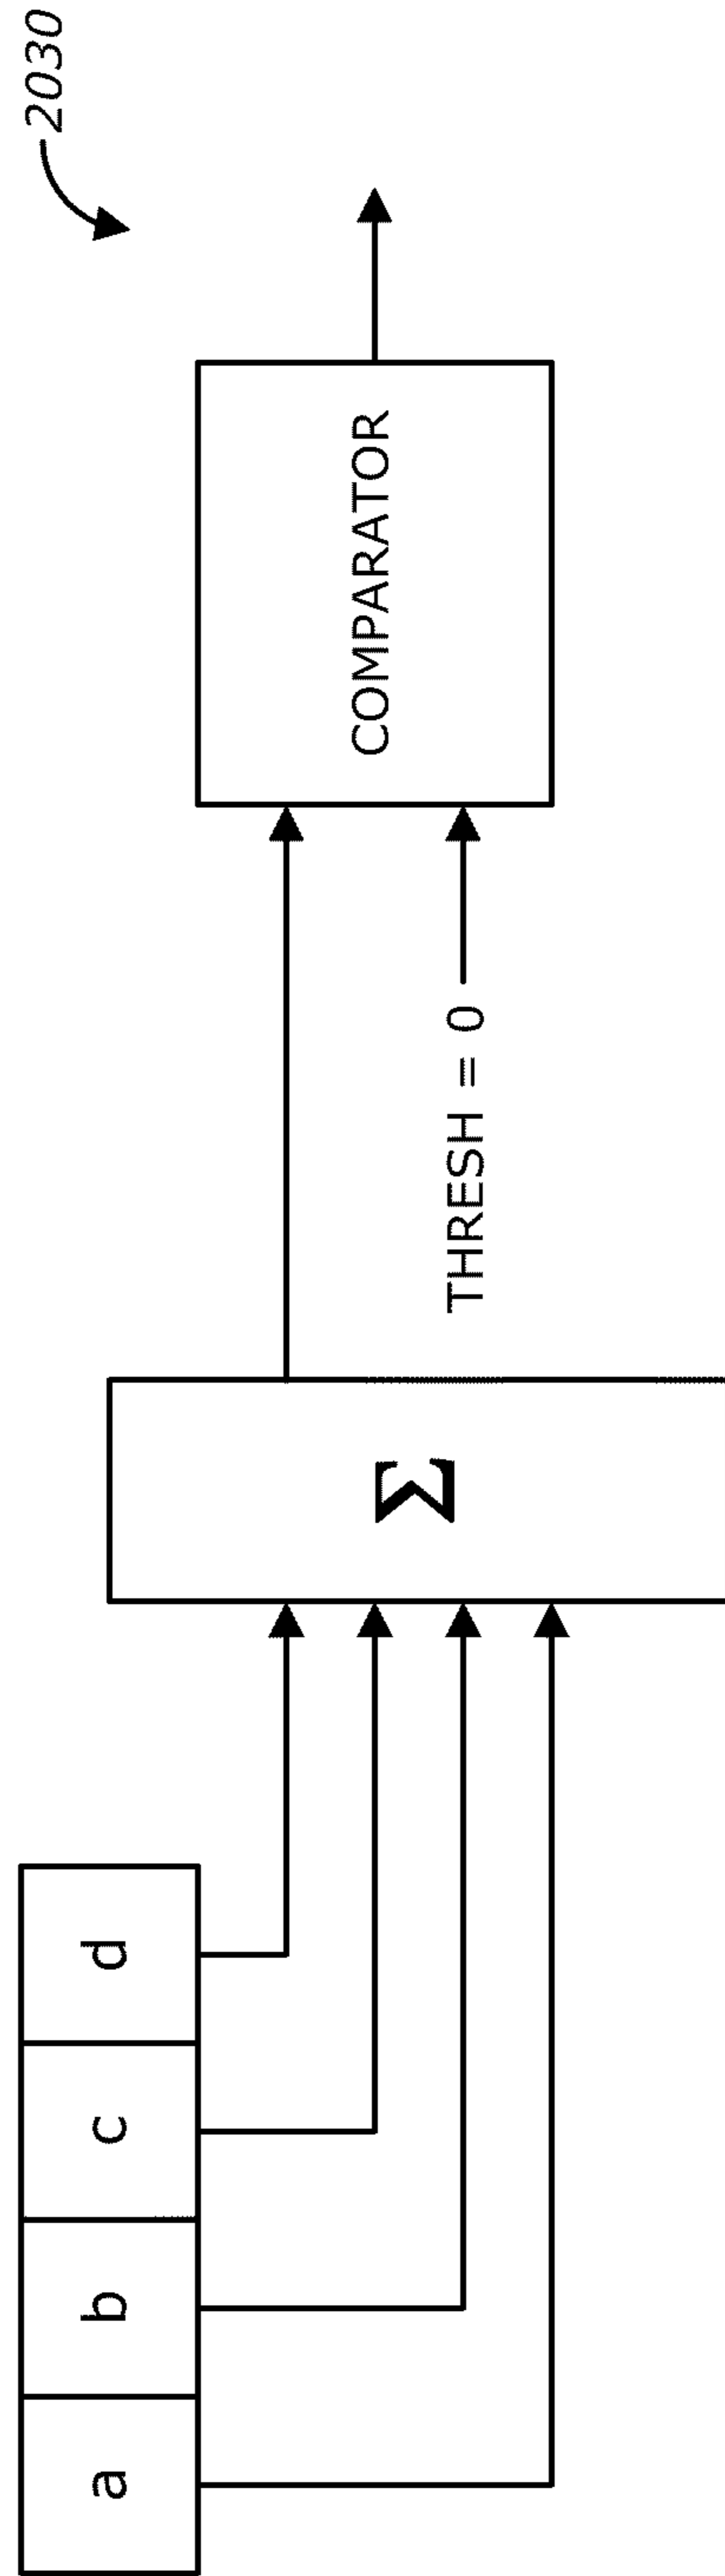 2030
a
b
c
d
Σ
THRESH = 0
COMPARATOR